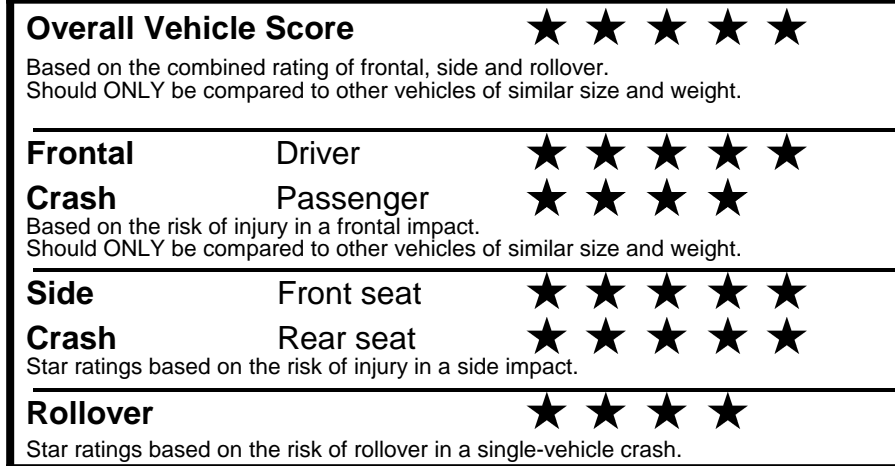 Overall Vehicle Score ★ ★ ★ ★ ★
Based on the combined rating of frontal, side and rollover.
Should ONLY be compared to other vehicles of similar size and weight.
Frontal Driver ★ ★ ★ ★ ★
Crash Passenger ★ ★ ★ ★
Based on the risk of injury in a frontal impact.
Should ONLY be compared to other vehicles of similar size and weight.
Side Front seat ★ ★ ★ ★ ★
Crash Rear seat ★ ★ ★ ★ ★
Star ratings based on the risk of injury in a side impact.
Rollover ★ ★ ★ ★
Star ratings based on the risk of rollover in a single-vehicle crash.